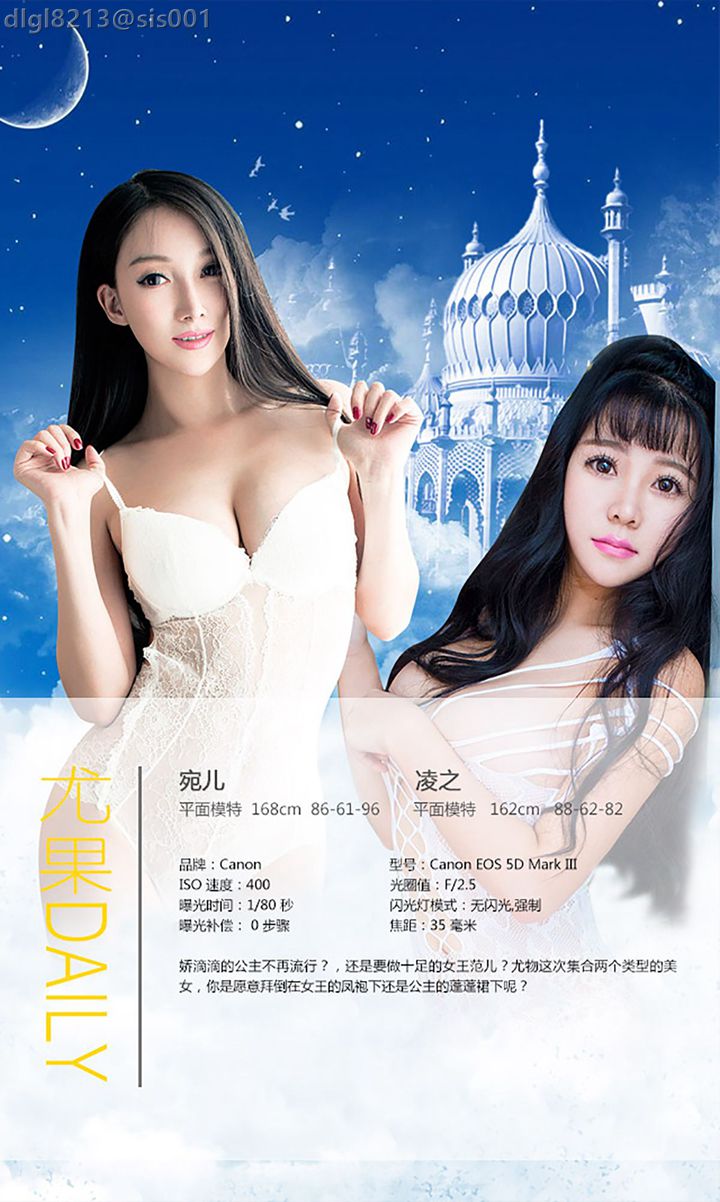 dlgl8213@sis001
尤果DAILY
宛儿
平面模特 168cm 86-61-96
凌之
平面模特 162cm 88-62-82
品牌：Canon
ISO 速度：400
曝光时间：1/80 秒
曝光补偿： 0 步骤
型号：Canon EOS 5D Mark III
光圈值：F/2.5
闪光灯模式：无闪光,强制
焦距：35 毫米
娇滴滴的公主不再流行？，还是要做十足的女王范儿？尤物这次集合两个类型的美
女，你是愿意拜倒在女王的凤袍下还是公主的蓬蓬裙下呢？